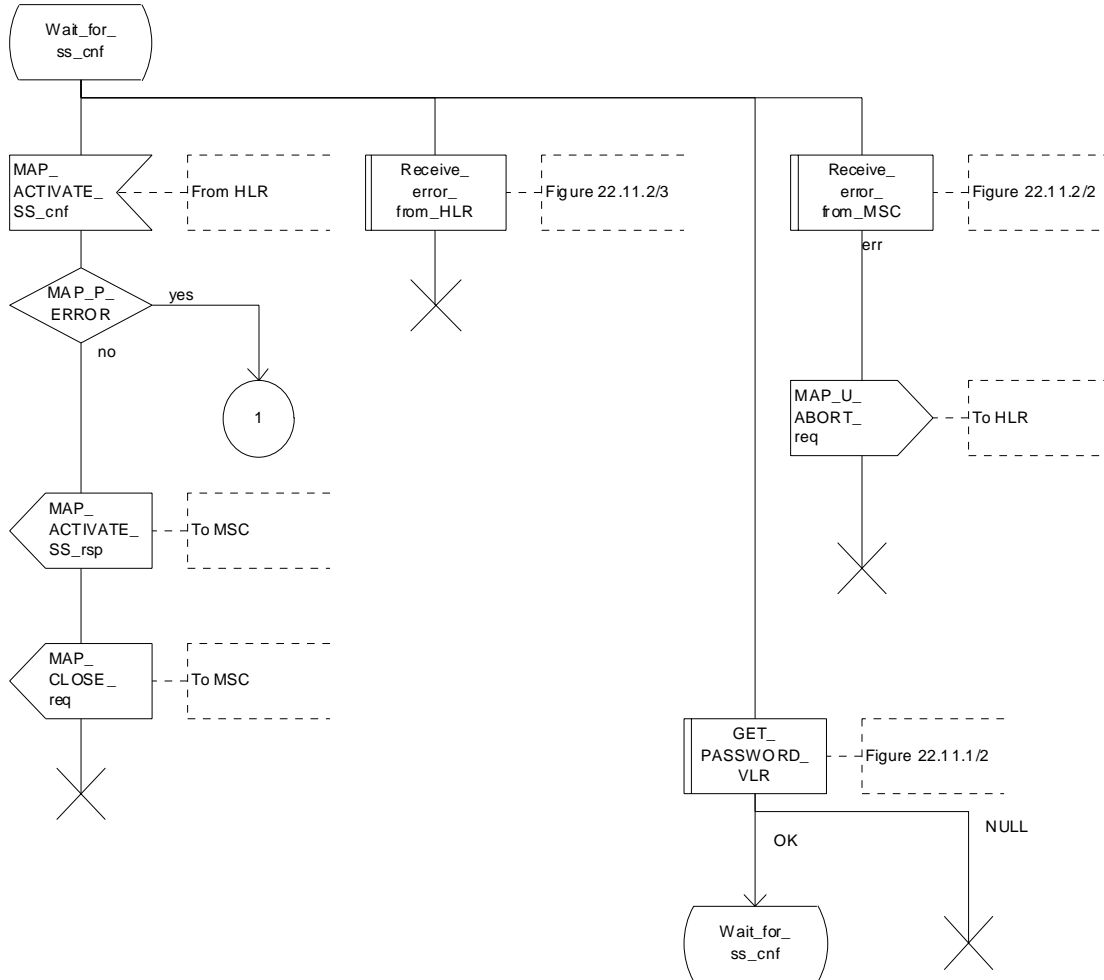 Wait_for_
ss_cnf
MAP_
ACTIVATE_
SS_cnf
From HLR
Receive_
error_
from_HLR
Figure 22.11.2/3
Receive_
error_
from_MSC
Figure 22.11.2/2
err
MAP_P_
ERROR
yes
no
1
MAP_U_
ABORT_
req
To HLR
MAP_
ACTIVATE_
SS_rsp
To MSC
MAP_
CLOSE_
req
To MSC
GET_
PASSWORD_
VLR
Figure 22.11.1/2
OK
NULL
Wait_for_
ss_cnf